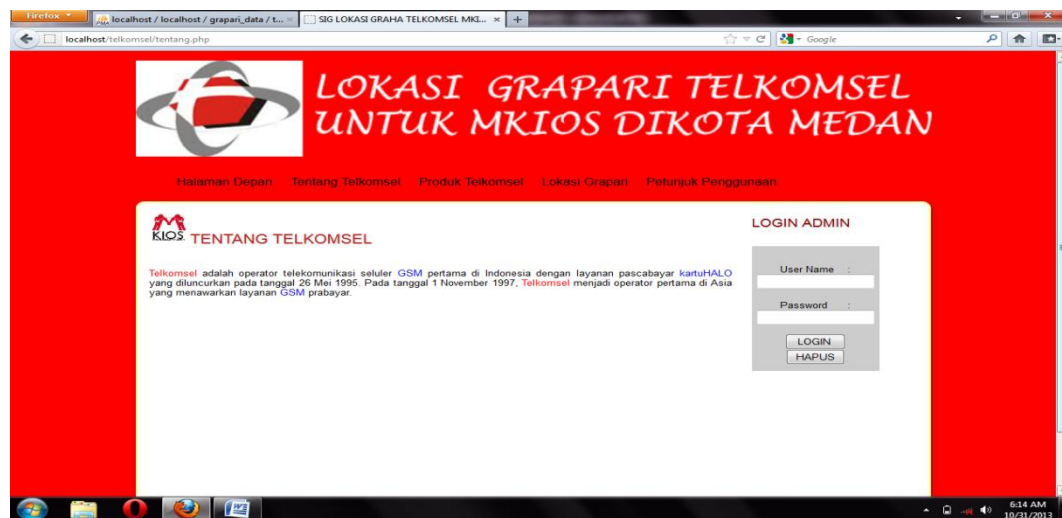 Firefox
localhost / localhost / grapari_data / t...
SIG LOKASI GRAHA TELKOMSEL MKI...
localhost/telkomsel/tentang.php
Google
LOKASI GRAPARI TELKOMSEL
UNTUK MKIOS DIKOTA MEDAN
Halaman Depan Tentang Telkomsel Produk Telkomsel Lokasi Grapari Petunjuk Penggunaan
KIOS TENTANG TELKOMSEL
Telkomsel adalah operator telekomunikasi seluler GSM pertama di Indonesia dengan layanan pascabayar kartuHALO
yang diluncurkan pada tanggal 26 Mei 1995. Pada tanggal 1 November 1997, Telkomsel menjadi operator pertama di Asia
yang menawarkan layanan GSM prabayar.
LOGIN ADMIN
User Name :
Password :
LOGIN
HAPUS
6:14 AM
10/31/2013